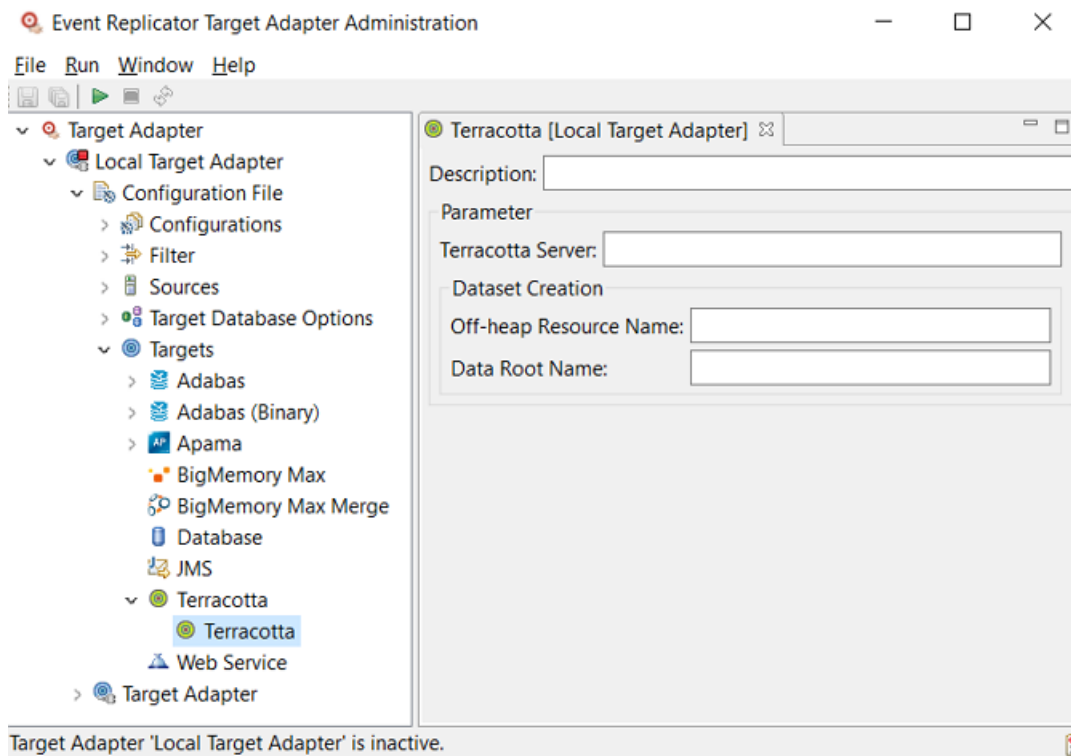 Event Replicator Target Adapter Administration
File Run Window Help
Target Adapter
Local Target Adapter
Configuration File
Configurations
Filter
Sources
Target Database Options
Targets
Adabas
Adabas (Binary)
AP Apama
BigMemory Max
BigMemory Max Merge
Database
JMS
Terracotta
Terracotta
Web Service
Target Adapter
Terracotta [Local Target Adapter]
Description:
Parameter
Terracotta Server:
Dataset Creation
Off-heap Resource Name:
Data Root Name:
Target Adapter 'Local Target Adapter' is inactive.